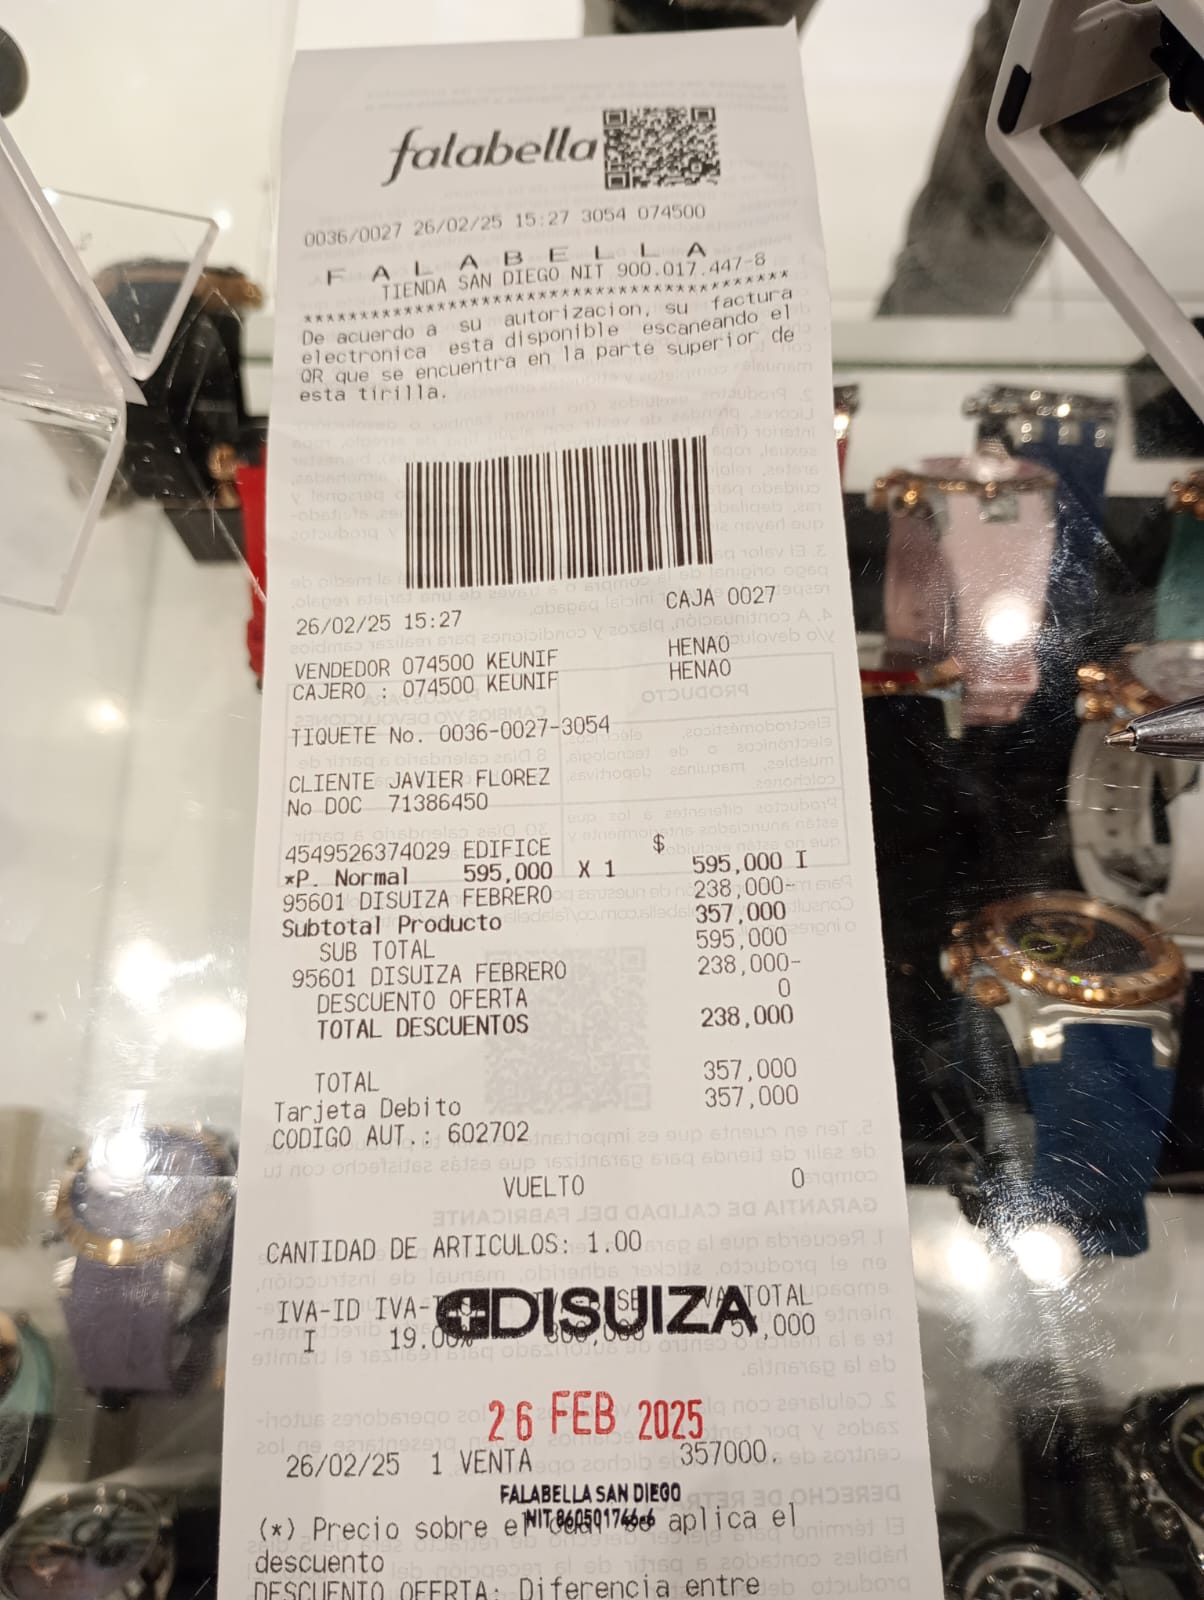 falabella
0036/0027 26/02/25 15:27 3054 074500
F A L A B E L L A
TIENDA SAN DIEGO NIT 900.017.447-8
******************************************
De acuerdo a su autorizacion, su factura
electronica esta disponible escaneando el
QR que se encuentra en la parte superior de
esta tirilla.
26/02/25 15:27 CAJA 0027
VENDEDOR 074500 KEUNIF HENAO
CAJERO : 074500 KEUNIF HENAO
TIQUETE No. 0036-0027-3054
CLIENTE JAVIER FLOREZ
No DOC 71386450
4549526374029 EDIFICE $
*P. Normal 595,000 X 1 595,000 I
95601 DISUIZA FEBRERO 238,000-
Subtotal Producto 357,000
SUB TOTAL 595,000
95601 DISUIZA FEBRERO 238,000-
DESCUENTO OFERTA 0
TOTAL DESCUENTOS 238,000
TOTAL 357,000
Tarjeta Debito 357,000
CODIGO AUT.: 602702
VUELTO 0
CANTIDAD DE ARTICULOS: 1.00
IVA-ID TOTAL
DISUIZA
I 19.00%
26 FEB 2025
26/02/25 1 VENTA 357000.
FALABELLA SAN DIEGO
NIT 860501746-6
(*) Precio sobre el aplica el
descuento
DESCUENTO OFERTA: Diferencia entre